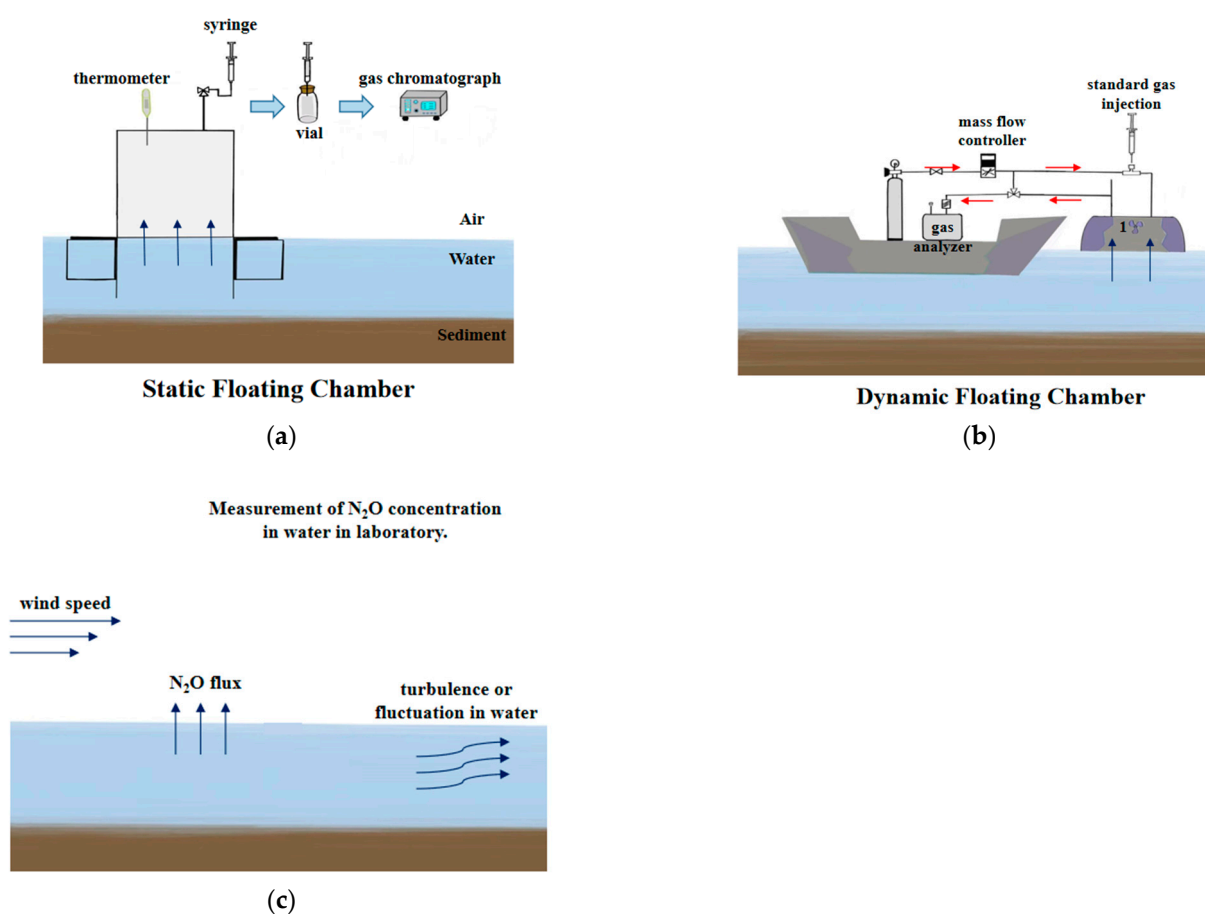 syringe
thermometer
gas chromatograph
vial
Air
Water
Sediment
Static Floating Chamber
(a)
standard gas
injection
mass flow
controller
gas
analyzer
1
Dynamic Floating Chamber
(b)
Measurement of N₂O concentration
in water in laboratory.
wind speed
N₂O flux
turbulence or
fluctuation in water
(c)